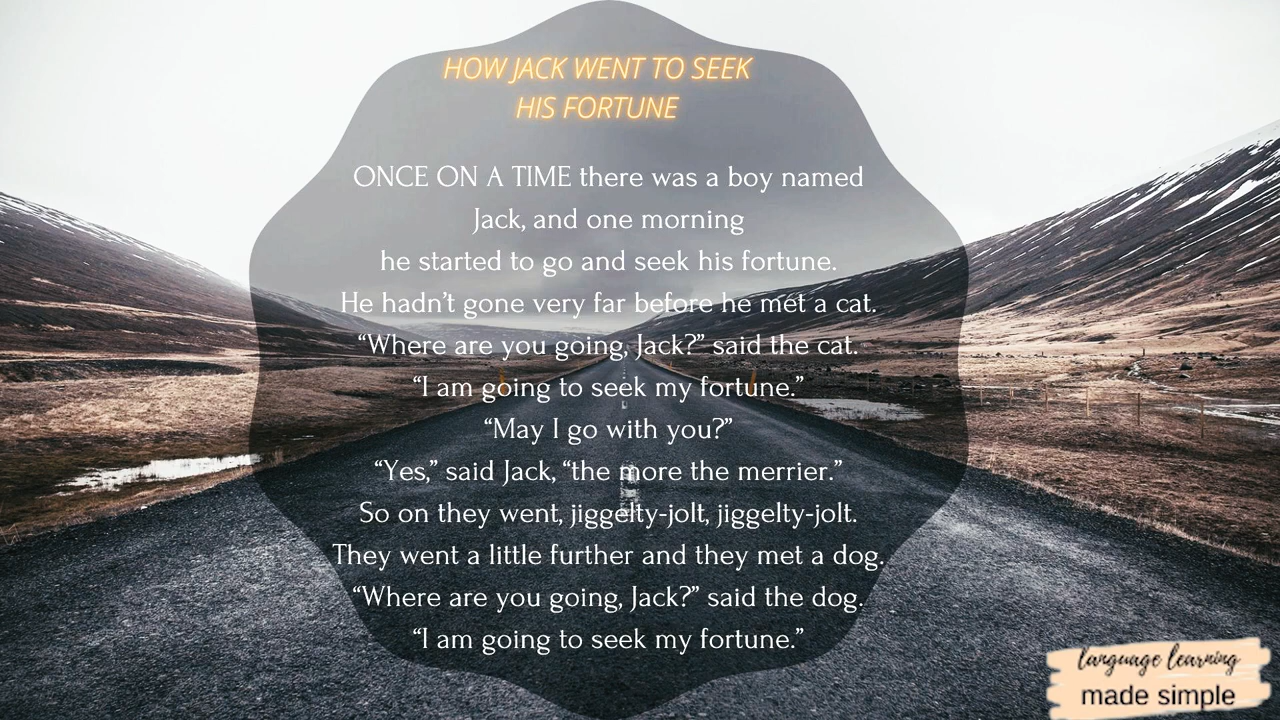 HOW JACK WENT TO SEEK
HIS FORTUNE
ONCE ON A TIME there was a boy named
Jack, and one morning
he started to go and seek his fortune.
He hadn’t gone very far before he met a cat.
“Where are you going, Jack?” said the cat.
“I am going to seek my fortune.”
“May I go with you?”
“Yes,” said Jack, “the more the merrier.”
So on they went, jiggelty-jolt, jiggelty-jolt.
They went a little further and they met a dog.
“Where are you going, Jack?” said the dog.
“I am going to seek my fortune.”
language learning
made simple